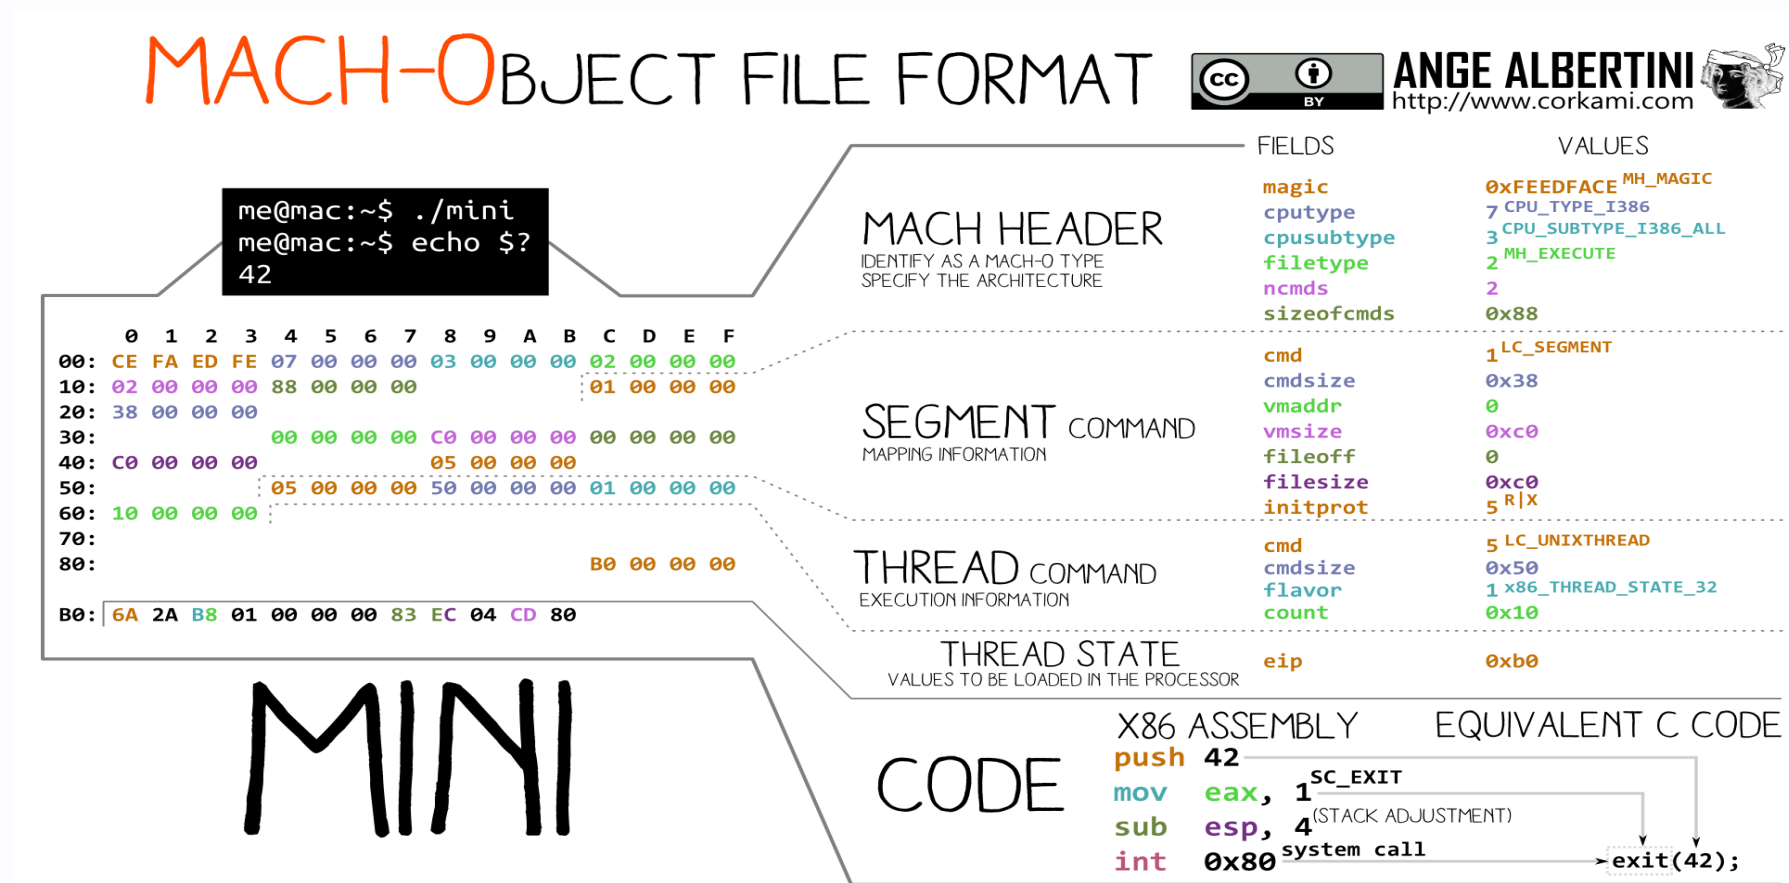 MACH-OBJECT FILE FORMAT
cc BY
ANGE ALBERTINI
http://www.corkami.com
me@mac:~$ ./mini
me@mac:~$ echo $?
42
0 1 2 3 4 5 6 7 8 9 A B C D E F
00: CE FA ED FE 07 00 00 00 03 00 00 00 02 00 00 00
10: 02 00 00 00 88 00 00 00 01 00 00 00
20: 38 00 00 00
30: 00 00 00 00 C0 00 00 00 00 00 00 00
40: C0 00 00 00 05 00 00 00
50: 05 00 00 00 50 00 00 00 01 00 00 00
60: 10 00 00 00
70:
80: B0 00 00 00
B0: 6A 2A B8 01 00 00 00 83 EC 04 CD 80
MINI
FIELDS VALUES
MACH HEADER
IDENTIFY AS A MACH-O TYPE
SPECIFY THE ARCHITECTURE
magic 0xFEEDFACE MH_MAGIC
cputype 7 CPU_TYPE_I386
cpusubtype 3 CPU_SUBTYPE_I386_ALL
filetype 2 MH_EXECUTE
ncmds 2
sizeofcmds 0x88
SEGMENT COMMAND
MAPPING INFORMATION
cmd 1 LC_SEGMENT
cmdsize 0x38
vmaddr 0
vmsize 0xc0
fileoff 0
filesize 0xc0
initprot 5 R|X
THREAD COMMAND
EXECUTION INFORMATION
cmd 5 LC_UNIXTHREAD
cmdsize 0x50
flavor 1 x86_THREAD_STATE_32
count 0x10
THREAD STATE
VALUES TO BE LOADED IN THE PROCESSOR
eip 0xb0
CODE
X86 ASSEMBLY EQUIVALENT C CODE
push 42
mov eax, 1 SC_EXIT
sub esp, 4 (STACK ADJUSTMENT)
int 0x80 system call
exit(42);